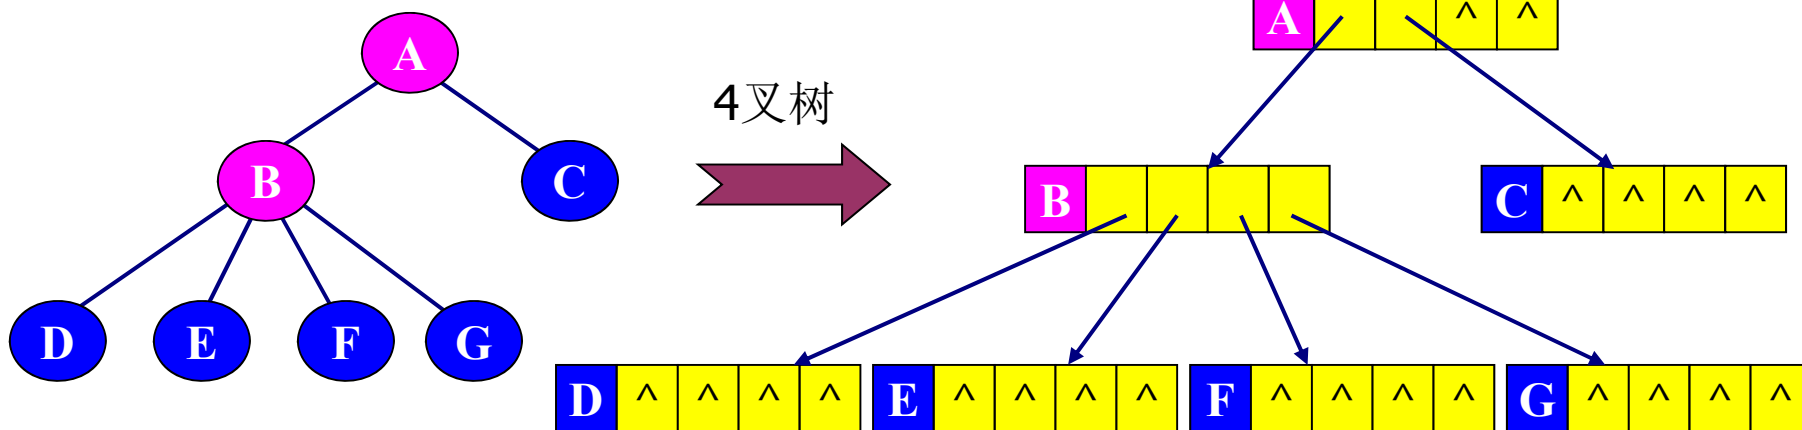 A
B
C
D
E
F
G
4叉树
A ^ ^
B
C ^ ^ ^ ^
D ^ ^ ^ ^
E ^ ^ ^ ^
F ^ ^ ^ ^
G ^ ^ ^ ^